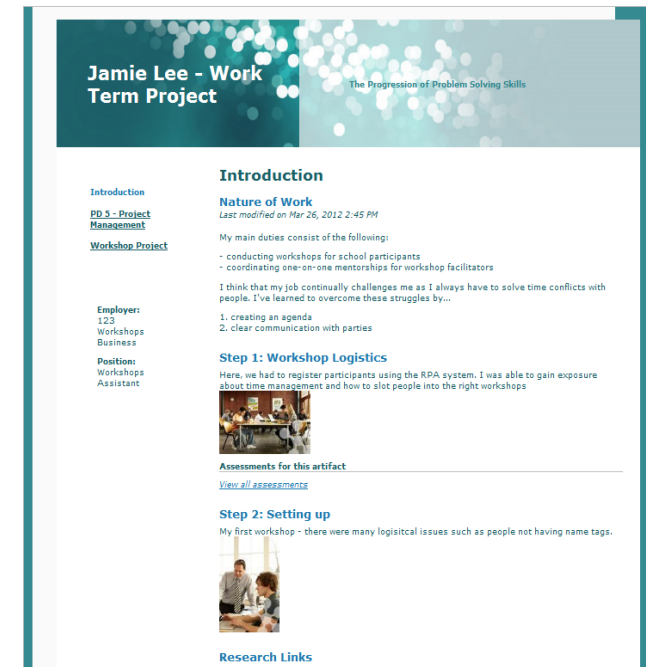 Jamie Lee - Work
Term Project
The Progression of Problem Solving Skills
Introduction
PD 5 - Project
Management
Workshop Project
Employer:
123
Workshops
Business
Position:
Workshops
Assistant
Introduction
Nature of Work
Last modified on Mar 26, 2012 2:45 PM
My main duties consist of the following:
- conducting workshops for school participants
- coordinating one-on-one mentorships for workshop facilitators
I think that my job continually challenges me as I always have to solve time conflicts with
people. I've learned to overcome these struggles by...
1. creating an agenda
2. clear communication with parties
Step 1: Workshop Logistics
Here, we had to register participants using the RPA system. I was able to gain exposure
about time management and how to slot people into the right workshops
Assessments for this artifact
View all assessments
Step 2: Setting up
My first workshop - there were many logisitcal issues such as people not having name tags.
Research Links